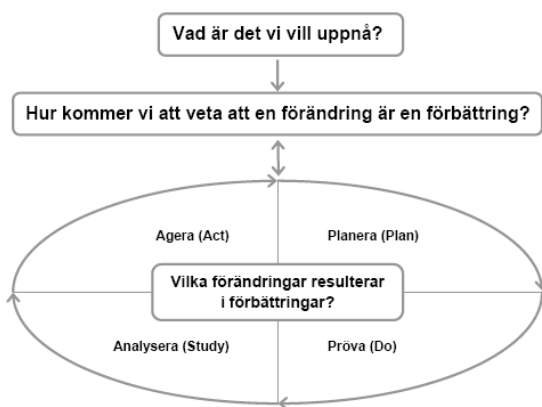 Vad är det vi vill uppnå?
Hur kommer vi att veta att en förändring är en förbättring?
Agera (Act)
Planera (Plan)
Vilka förändringar resulterar
i förbättringar?
Analysera (Study)
Pröva (Do)